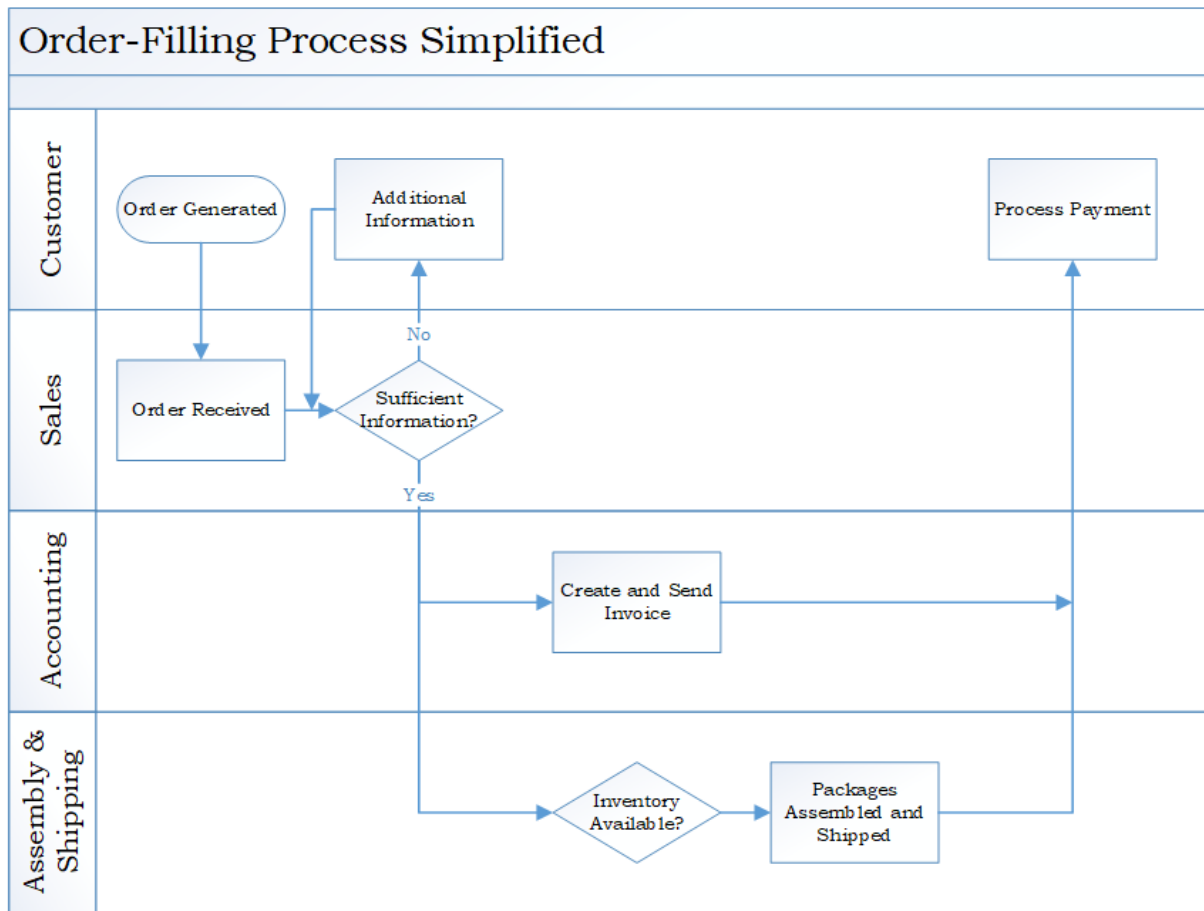 Order-Filling Process Simplified
Customer
Order Generated
Additional
Information
Process Payment
No
Sales
Order Received
Sufficient
Information?
Yes
Accounting
Create and Send
Invoice
Assembly &
Shipping
Inventory
Available?
Packages
Assembled and
Shipped